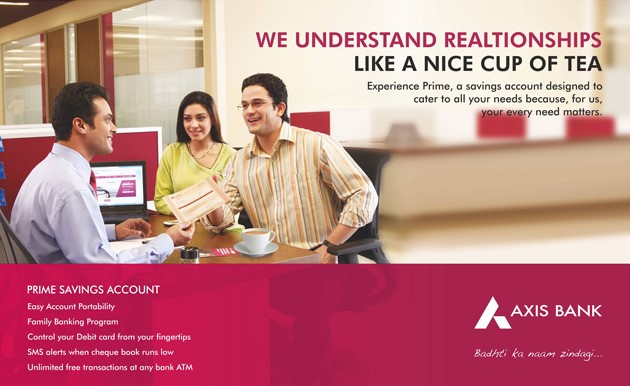 WE UNDERSTAND REALTIONSHIPS
LIKE A NICE CUP OF TEA
Experience Prime, a savings account designed to
cater to all your needs because, for us,
your every need matters.
PRIME SAVINGS ACCOUNT
Easy Account Portability
Family Banking Program
Control your Debit card from your fingertips
SMS alerts when cheque book runs low
Unlimited free transactions at any bank ATM
AXIS BANK
Badhti ka naam zindagi...